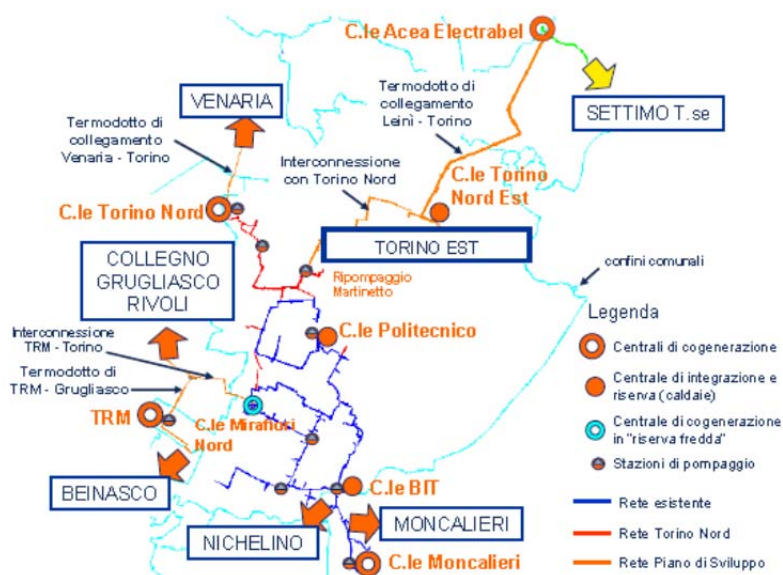 C.le Acea Electrabel
Termodotto di
collegamento
Leinì - Torino
VENARIA
SETTIMO T.se
Termodotto di
collegamento
Venaria - Torino
Interconnessione
con Torino Nord
C.le Torino
Nord Est
C.le Torino Nord
TORINO EST
COLLEGNO
GRUGLIASCO
RIVOLI
Ripompaggio
Martinetto
confini comunali
C.le Politecnico
Interconnessione
TRM - Torino
Termodotto di
TRM - Grugliasco
TRM
C.le Mirafiori
Nord
BEINASCO
C.le BIT
NICHELINO
MONCALIERI
C.le Moncalieri
Legenda
Centrali di cogenerazione
Centrale di integrazione e
riserva (caldaie)
Centrale di cogenerazione
in "riserva fredda"
Stazioni di pompaggio
Rete esistente
Rete Torino Nord
Rete Piano di Sviluppo